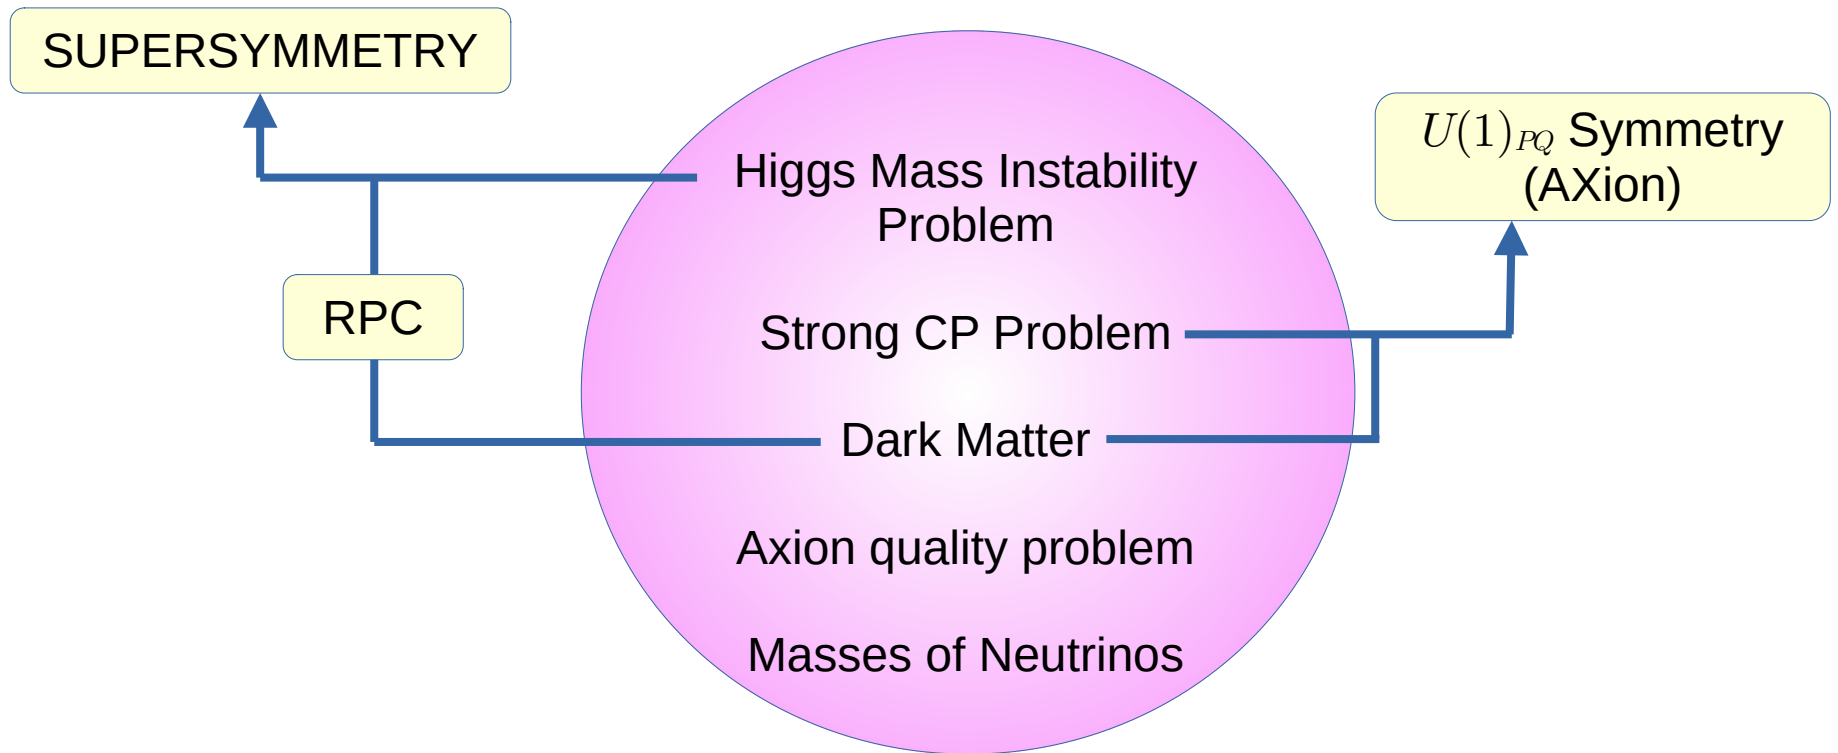 SUPERSYMMETRY
U(1)PQ Symmetry
(AXion)
Higgs Mass Instability
Problem
RPC
Strong CP Problem
Dark Matter
Axion quality problem
Masses of Neutrinos